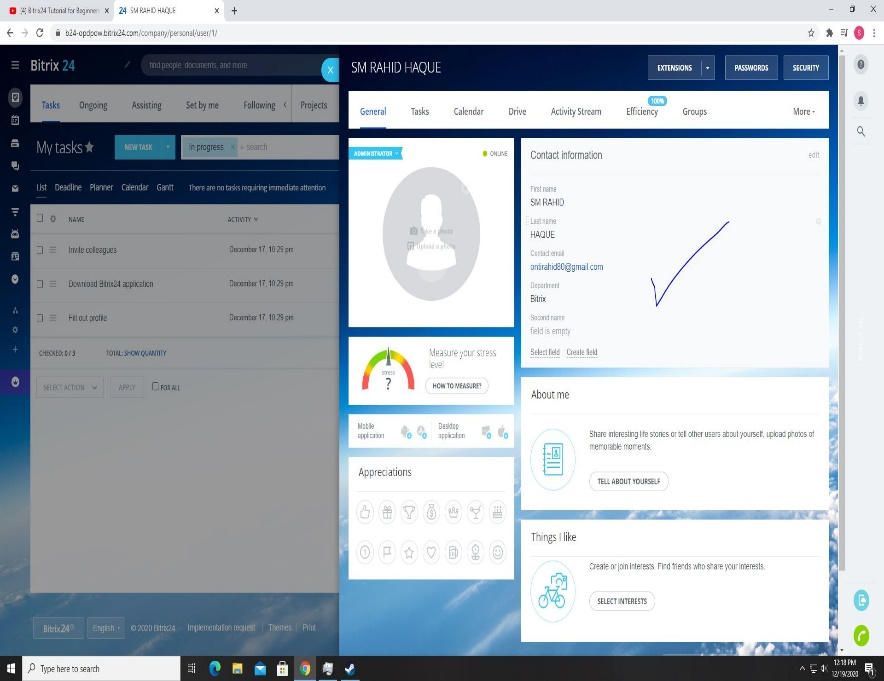 (4) Bitrix24 Tutorial for Beginner
24 SM RAHID HAQUE
b24-opdpow.bitrix24.com/company/personal/user/1/
Bitrix 24
find people, documents, and more
Tasks Ongoing Assisting Set by me Following Projects
My tasks
NEW TASK
In progress × + search
List Deadline Planner Calendar Gantt There are no tasks requiring immediate attention
NAME ACTIVITY
Invite colleagues December 17, 10:29 pm
Download Bitrix24 application December 17, 10:29 pm
Fill out profile December 17, 10:29 pm
CHECKED: 0 / 3 TOTAL: SHOW QUANTITY
SELECT ACTION APPLY FOR ALL
Bitrix24© English © 2020 Bitrix24 Implementation request Themes Print
X
SM RAHID HAQUE
EXTENSIONS PASSWORDS SECURITY
General Tasks Calendar Drive Activity Stream Efficiency 100% Groups More
ADMINISTRATOR ONLINE
Take a photo
Upload a photo
Measure your stress
level
stress
?
HOW TO MEASURE?
Mobile
application
Desktop
application
Appreciations
Contact information edit
First name
SM RAHID
Last name
HAQUE
Contact email
ontirahid80@gmail.com
Department
Bitrix
Second name
field is empty
Select field Create field
About me
Share interesting life stories or tell other users about yourself, upload photos of
memorable moments.
TELL ABOUT YOURSELF
Things I like
Create or join interests. Find friends who share your interests.
SELECT INTERESTS
Type here to search
12:18 PM
12/19/2020